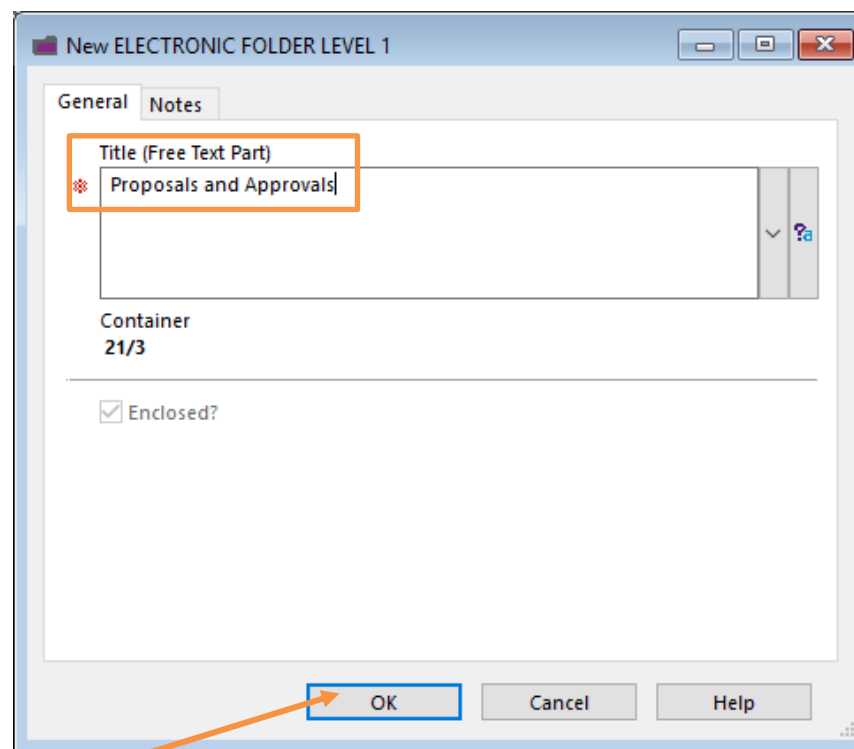 New ELECTRONIC FOLDER LEVEL 1
General Notes
Title (Free Text Part)
Proposals and Approvals
?a
Container
21/3
Enclosed?
OK Cancel Help